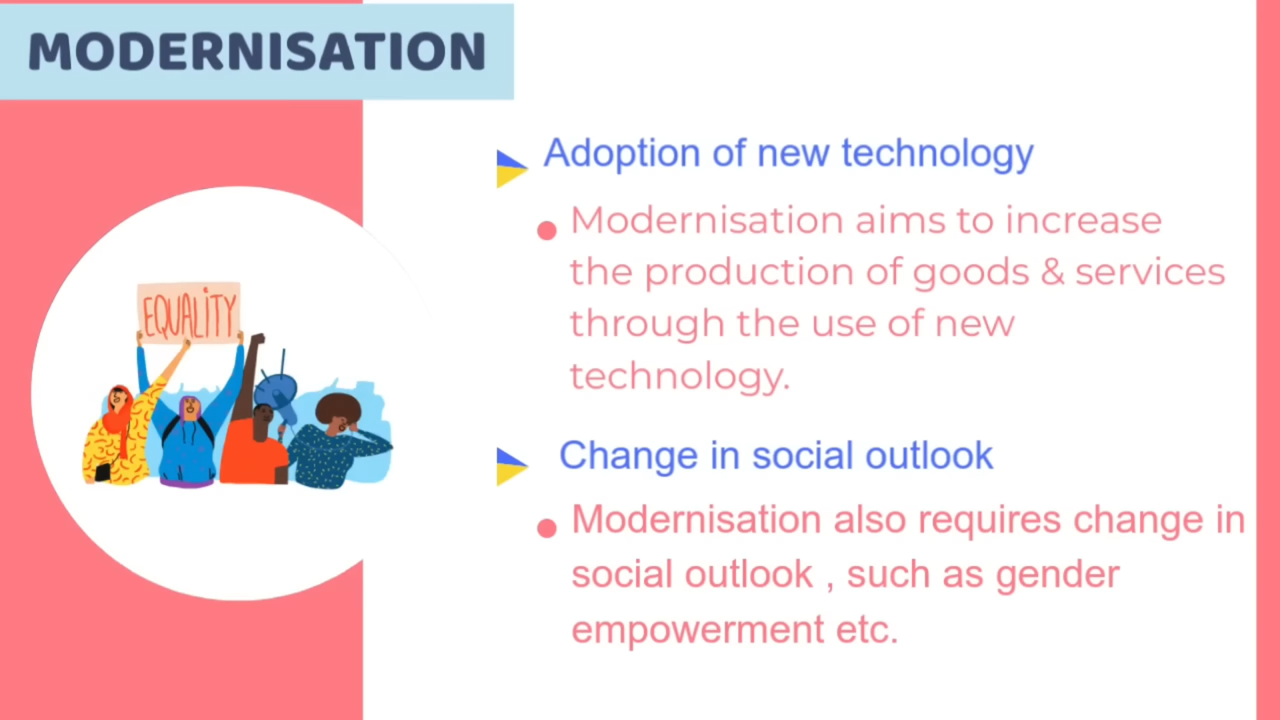 MODERNISATION
EQUALITY
Adoption of new technology
Modernisation aims to increase
the production of goods & services
through the use of new
technology.
Change in social outlook
Modernisation also requires change in
social outlook , such as gender
empowerment etc.